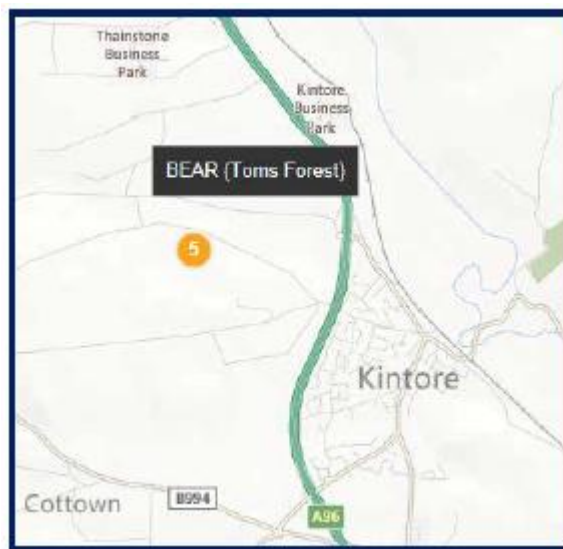 Thainstone
Business
Park
Kintore
Business
Park
BEAR (Toms Forest)
5
Kintore
B994
Cottown
A96